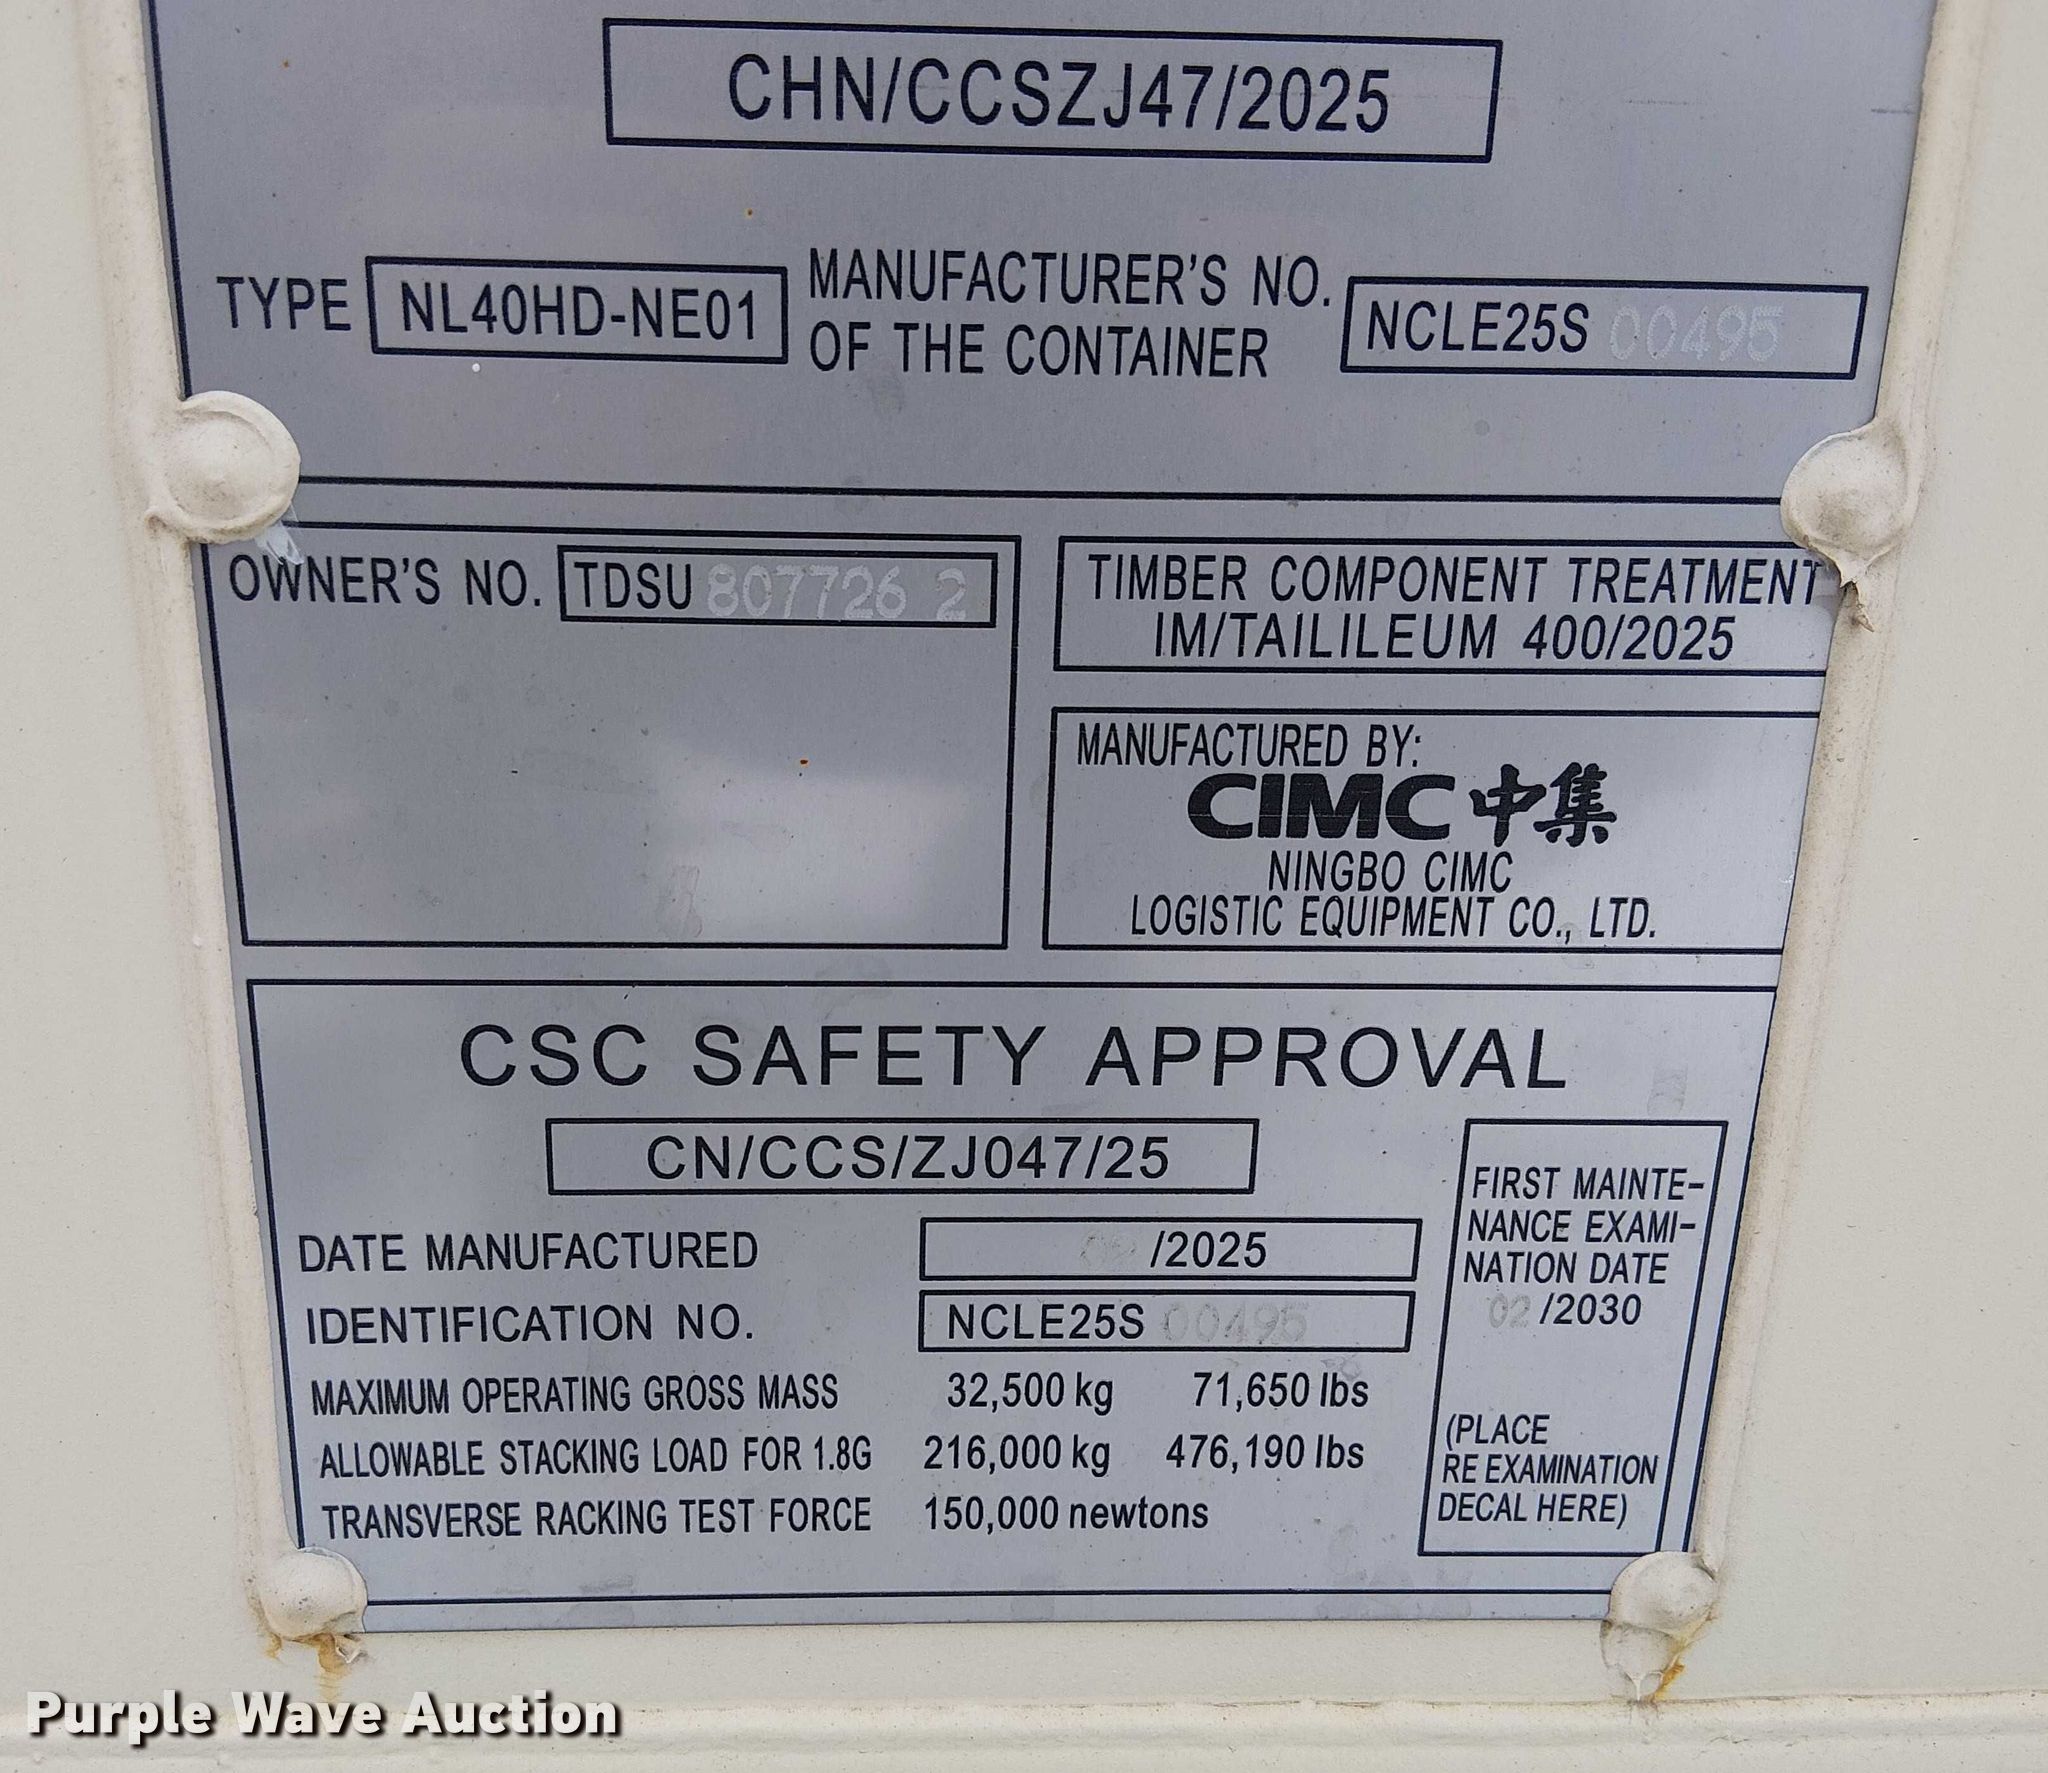 CHN/CCSZJ47/2025
TYPE NL40HD-NE01 MANUFACTURER'S NO. OF THE CONTAINER NCLE25S 00495
OWNER'S NO. TDSU 807726 2
TIMBER COMPONENT TREATMENT
IM/TAILILEUM 400/2025
MANUFACTURED BY:
CIMC 中集
NINGBO CIMC
LOGISTIC EQUIPMENT CO., LTD.
CSC SAFETY APPROVAL
CN/CCS/ZJ047/25
DATE MANUFACTURED /2025
IDENTIFICATION NO. NCLE25S 00495
MAXIMUM OPERATING GROSS MASS 32,500 kg 71,650 lbs
ALLOWABLE STACKING LOAD FOR 1.8G 216,000 kg 476,190 lbs
TRANSVERSE RACKING TEST FORCE 150,000 newtons
FIRST MAINTE-
NANCE EXAMI-
NATION DATE
02 /2030
(PLACE
RE EXAMINATION
DECAL HERE)
Purple Wave Auction